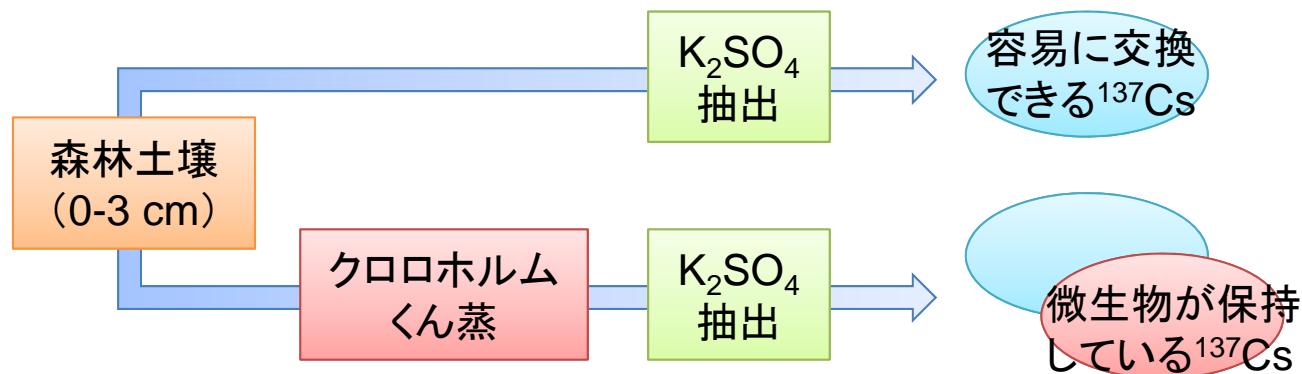 森林土壌
(0-3 cm)
K₂SO₄
抽出
容易に交換
できる¹³⁷Cs
クロロホルム
くん蒸
K₂SO₄
抽出
微生物が保持
している¹³⁷Cs